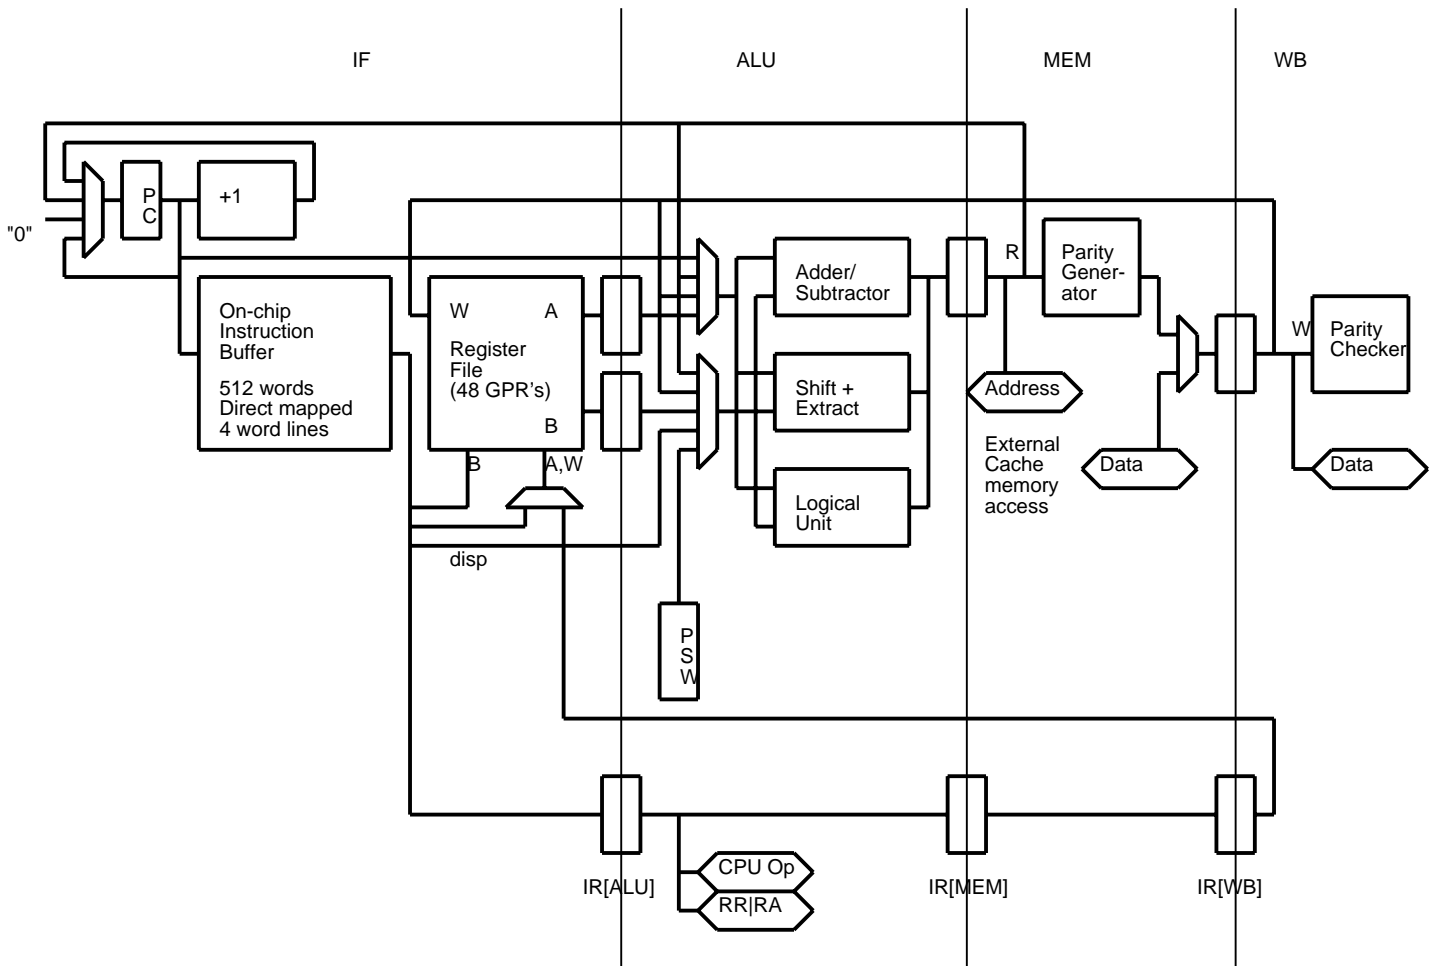 IF
ALU
MEM
WB
P
C
+1
"0"
On-chip
Instruction
Buffer
512 words
Direct mapped
4 word lines
W
A
Register
File
(48 GPR's)
B
B
A,W
disp
P
S
W
Adder/
Subtractor
Shift +
Extract
Logical
Unit
R
Parity
Gener-
ator
Address
External
Cache
memory
access
Data
W
Parity
Checker
Data
CPU Op
RR|RA
IR[ALU]
IR[MEM]
IR[WB]